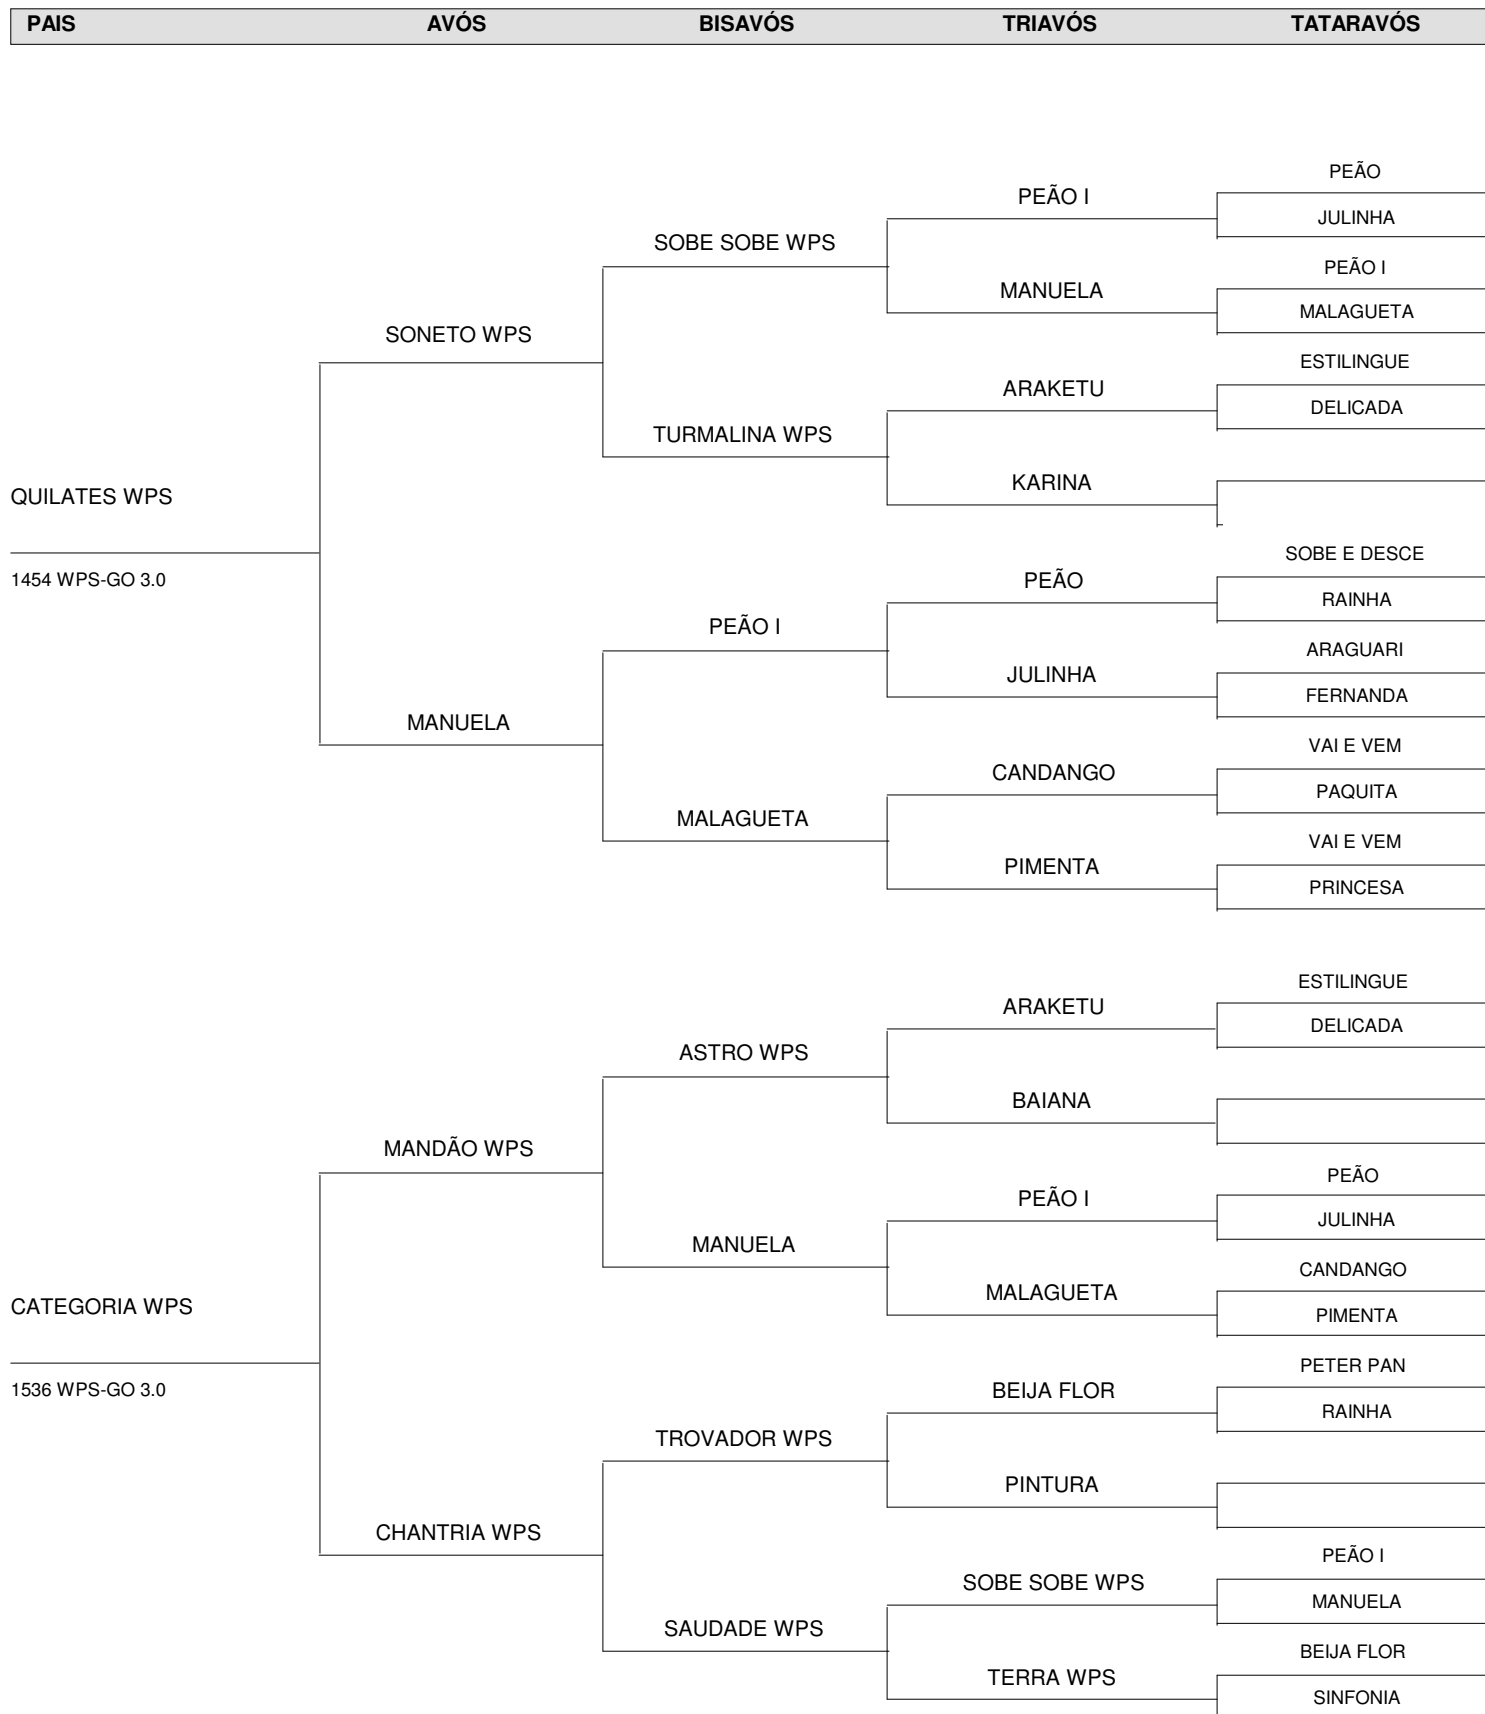 PAIS AVÓS BISAVÓS TRIAVÓS TATARAVÓS
PEÃO
PEÃO I
JULINHA
SOBE SOBE WPS
PEÃO I
MANUELA
MALAGUETA
SONETO WPS
ESTILINGUE
ARAKETU
DELICADA
TURMALINA WPS
KARINA
QUILATES WPS
SOBE E DESCE
1454 WPS-GO 3.0
PEÃO
RAINHA
PEÃO I
ARAGUARI
JULINHA
FERNANDA
MANUELA
VAI E VEM
CANDANGO
PAQUITA
MALAGUETA
VAI E VEM
PIMENTA
PRINCESA
ESTILINGUE
ARAKETU
DELICADA
ASTRO WPS
BAIANA
MANDÃO WPS
PEÃO
PEÃO I
JULINHA
MANUELA
CANDANGO
MALAGUETA
CATEGORIA WPS
PIMENTA
PETER PAN
1536 WPS-GO 3.0
BEIJA FLOR
RAINHA
TROVADOR WPS
PINTURA
CHANTRIA WPS
PEÃO I
SOBE SOBE WPS
MANUELA
SAUDADE WPS
BEIJA FLOR
TERRA WPS
SINFONIA